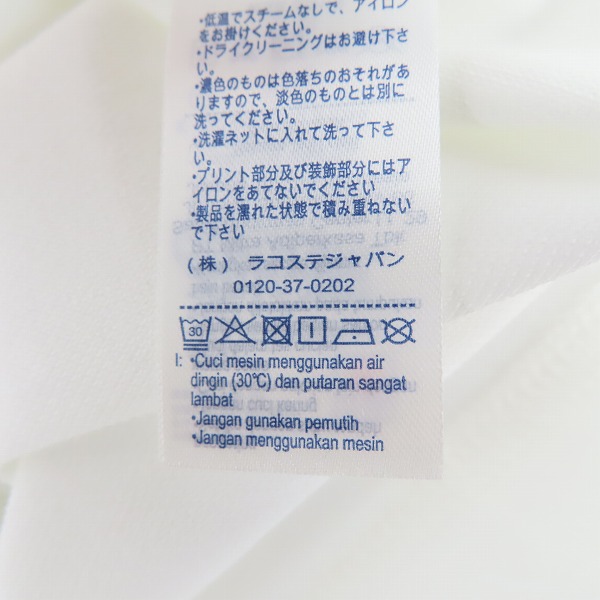 ・低温でスチームなしで、アイロン
をお掛けください。
・ドライクリーニングはお避け下さ
い。
・濃色のものは色落ちのおそれがあ
りますので、淡色のものとは別に
洗ってください。
・洗濯ネットに入れて洗って下さ
い。
・プリント部分及び装飾部分にはア
イロンをあてないでください
・製品を濡れた状態で積み重ねない
で下さい
(株) ラコステジャパン
0120-37-0202
30
I: •Cuci mesin menggunakan air
dingin (30℃) dan putaran sangat
lambat
•Jangan gunakan pemutih
•Jangan menggunakan mesin